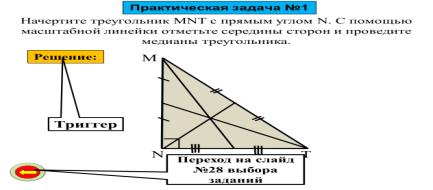 Практическая задача №1
Начертите треугольник MNT с прямым углом N. С помощью
масштабной линейки отметьте середины сторон и проведите
медианы треугольника.
Решение:
M
Триггер
N
T
Переход на слайд
№28 выбора
заданий